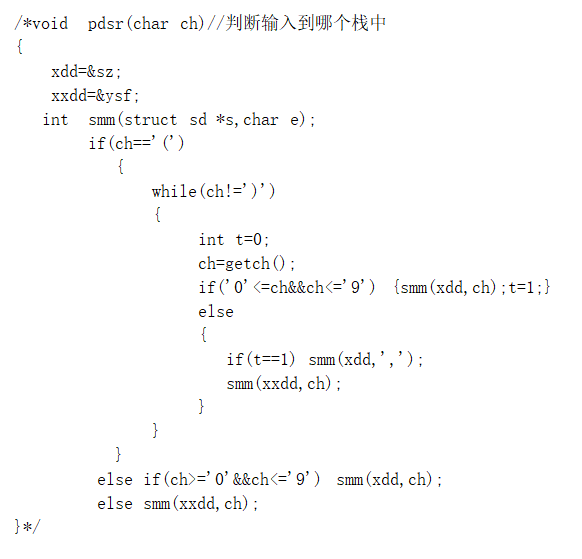 /*void  pdsr(char ch)//判断输入到哪个栈中
{
    xdd=&sz;
    xxdd=&ysf;
   int  smm(struct sd *s,char e);
        if(ch=='(')
           {
               while(ch!=')')
               {
                    int t=0;
                    ch=getch();
                    if('0'<=ch&&ch<='9') {smm(xdd,ch);t=1;}
                    else
                    {
                       if(t==1) smm(xdd,',');
                       smm(xxdd,ch);
                    }
               }
           }
         else if(ch>='0'&&ch<='9') smm(xdd,ch);
         else smm(xxdd,ch);
}*/